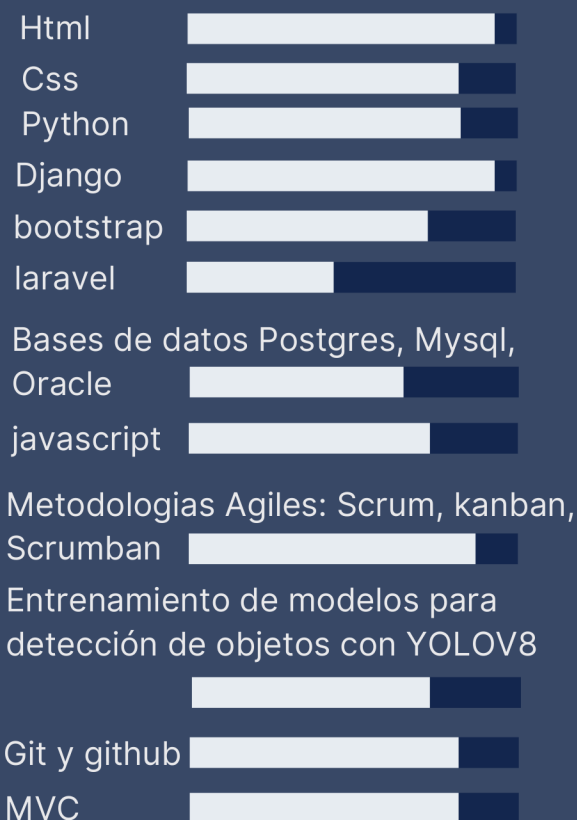 Html
Css
Python
Django
bootstrap
laravel
Bases de datos Postgres, Mysql,
Oracle
javascript
Metodologias Agiles: Scrum, kanban,
Scrumban
Entrenamiento de modelos para
detección de objetos con YOLOV8
Git y github
MVC